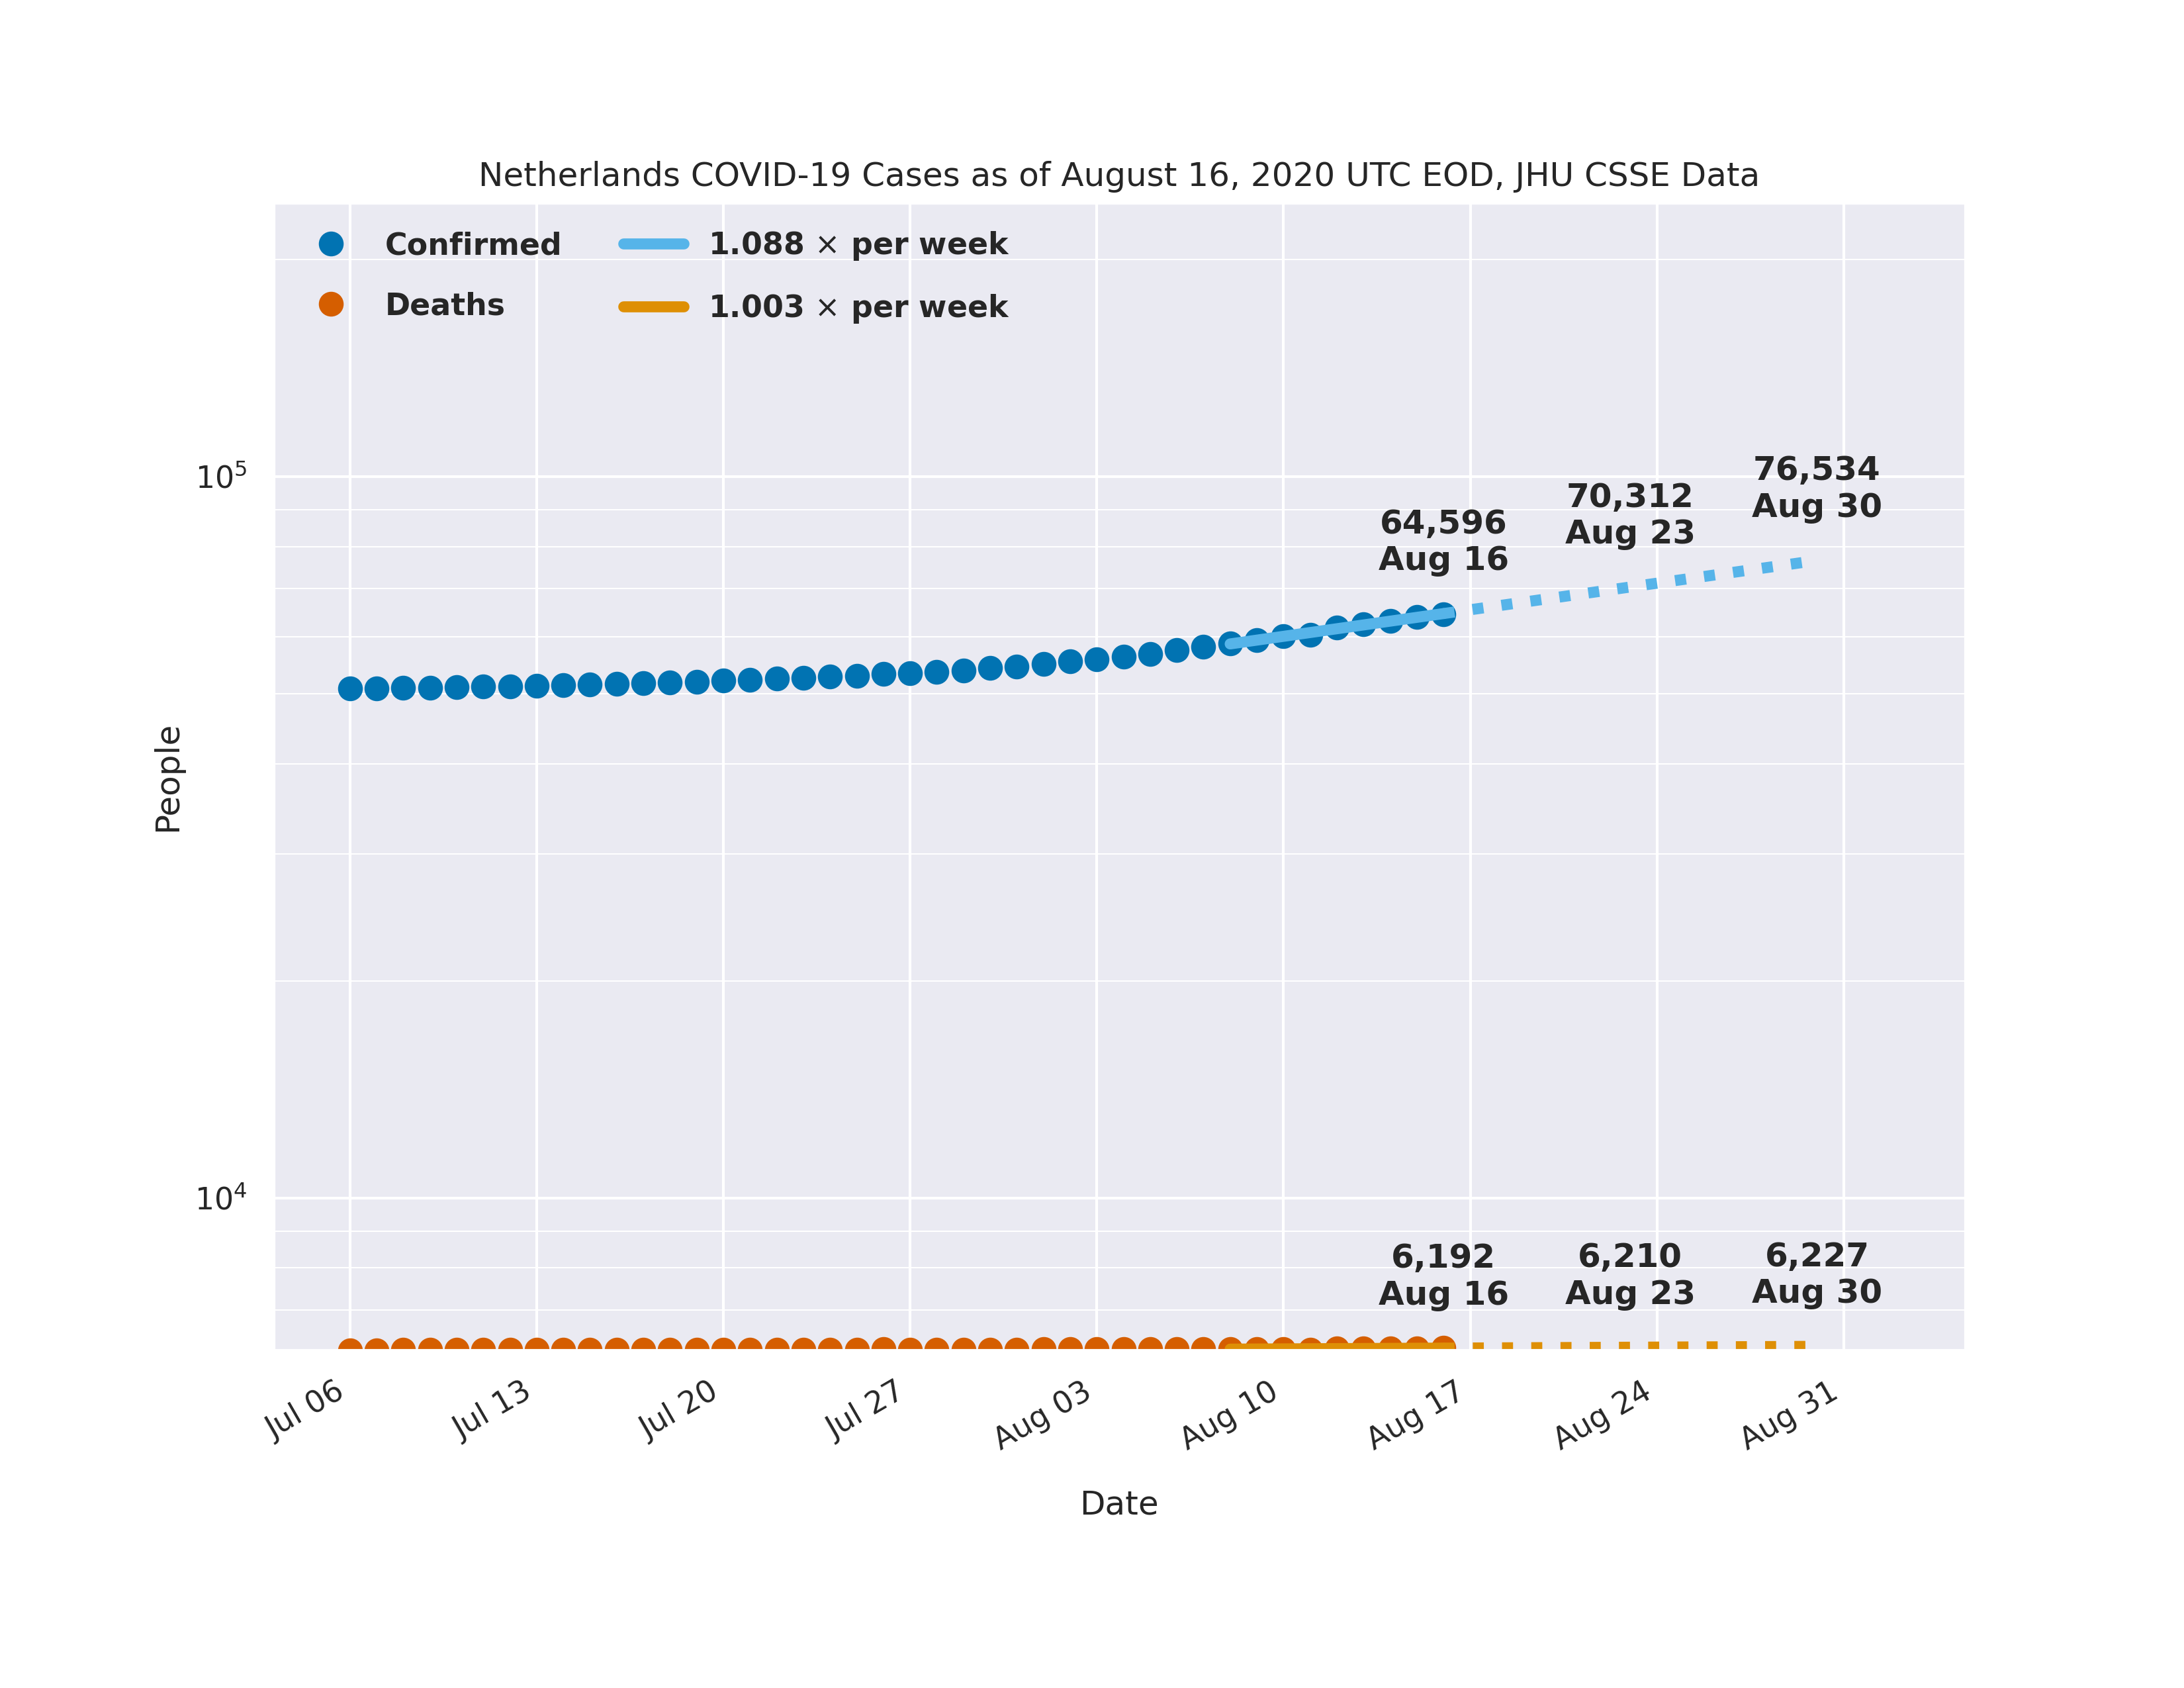 Netherlands COVID-19 Cases as of August 16, 2020 UTC EOD, JHU CSSE Data
Confirmed
Deaths
1.088 × per week
1.003 × per week
People
10⁵
10⁴
64,596
Aug 16
70,312
Aug 23
76,534
Aug 30
6,192
Aug 16
6,210
Aug 23
6,227
Aug 30
Jul 06
Jul 13
Jul 20
Jul 27
Aug 03
Aug 10
Aug 17
Aug 24
Aug 31
Date